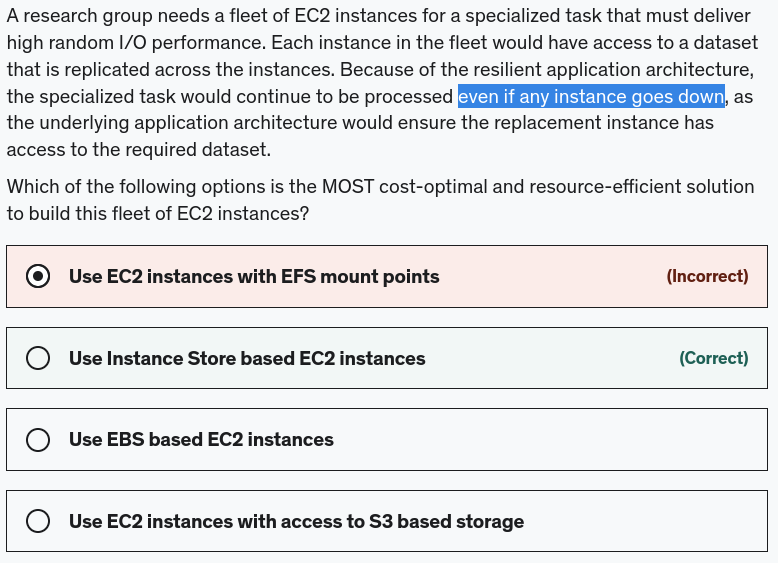 A research group needs a fleet of EC2 instances for a specialized task that must deliver
high random I/O performance. Each instance in the fleet would have access to a dataset
that is replicated across the instances. Because of the resilient application architecture,
the specialized task would continue to be processed even if any instance goes down, as
the underlying application architecture would ensure the replacement instance has
access to the required dataset.
Which of the following options is the MOST cost-optimal and resource-efficient solution
to build this fleet of EC2 instances?
Use EC2 instances with EFS mount points (Incorrect)
Use Instance Store based EC2 instances (Correct)
Use EBS based EC2 instances
Use EC2 instances with access to S3 based storage